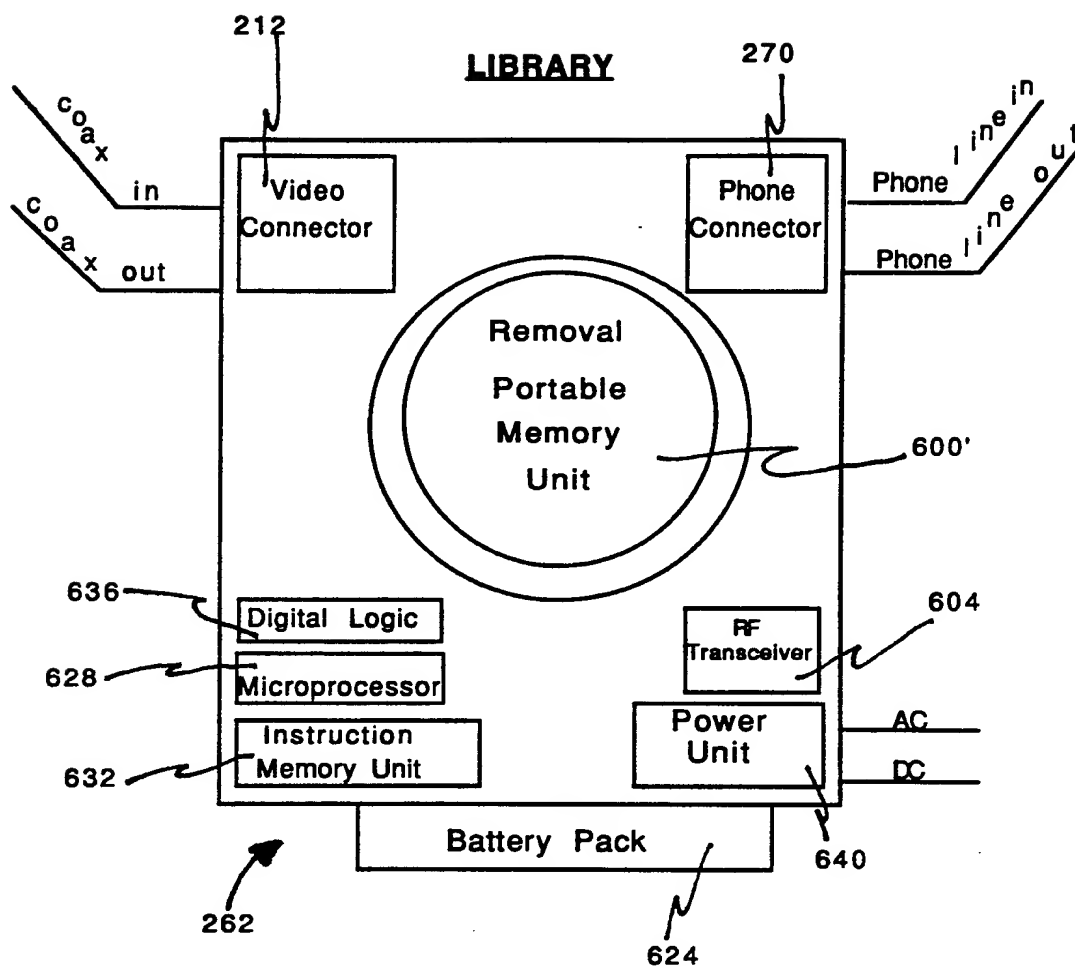 212
270
LIBRARY
coax in
coax out
Video
Connector
Phone
Connector
Phone line in
Phone line out
Removal
Portable
Memory
Unit
600'
636
Digital Logic
628
Microprocessor
632
Instruction
Memory Unit
RF
Transceiver
604
Power
Unit
AC
DC
640
Battery Pack
262
624